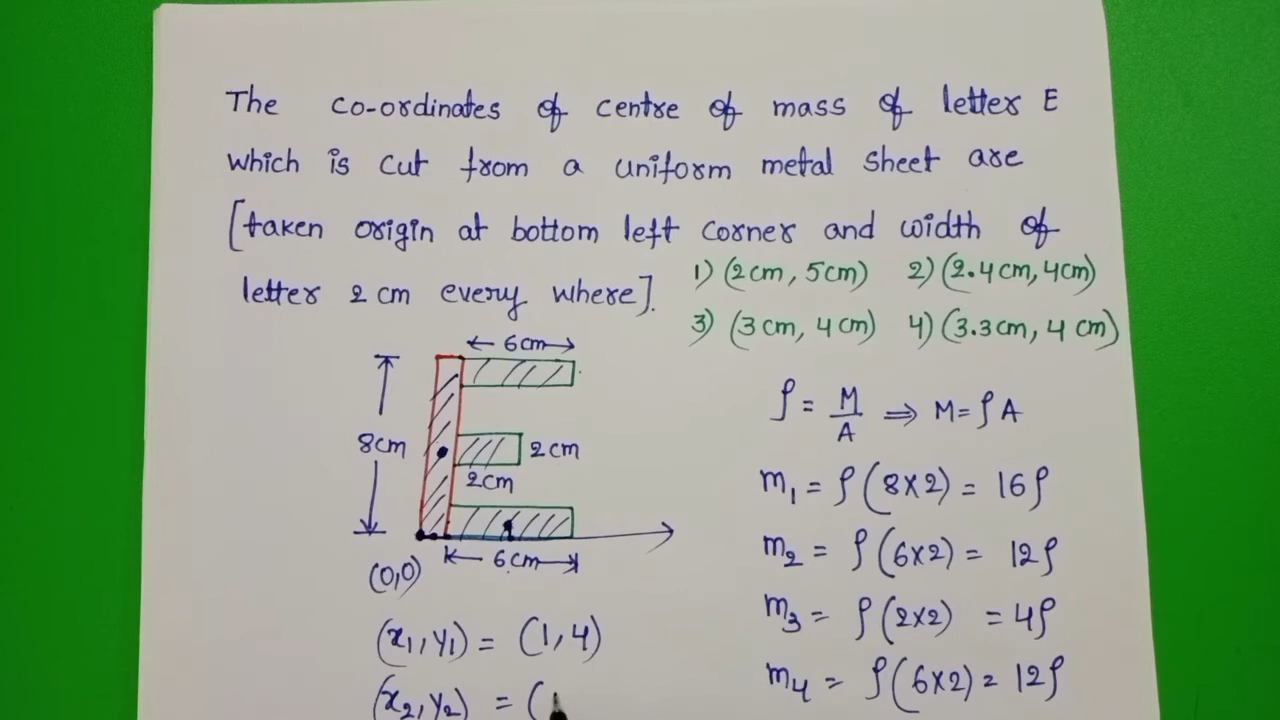 The co-ordinates of centre of mass of letter E
which is cut from a uniform metal sheet are
[taken origin at bottom left corner and width of
letter 2 cm every where].
1) (2cm, 5cm) 2) (2.4cm, 4cm)
3) (3cm, 4cm) 4) (3.3cm, 4cm)
6cm
8cm
2cm
2cm
6cm
(0,0)
(x₁,y₁) = (1,4)
(x₂,y₂) = (
ρ = M/A ⇒ M = ρA
m₁ = ρ(8×2) = 16ρ
m₂ = ρ(6×2) = 12ρ
m₃ = ρ(2×2) = 4ρ
m₄ = ρ(6×2) = 12ρ